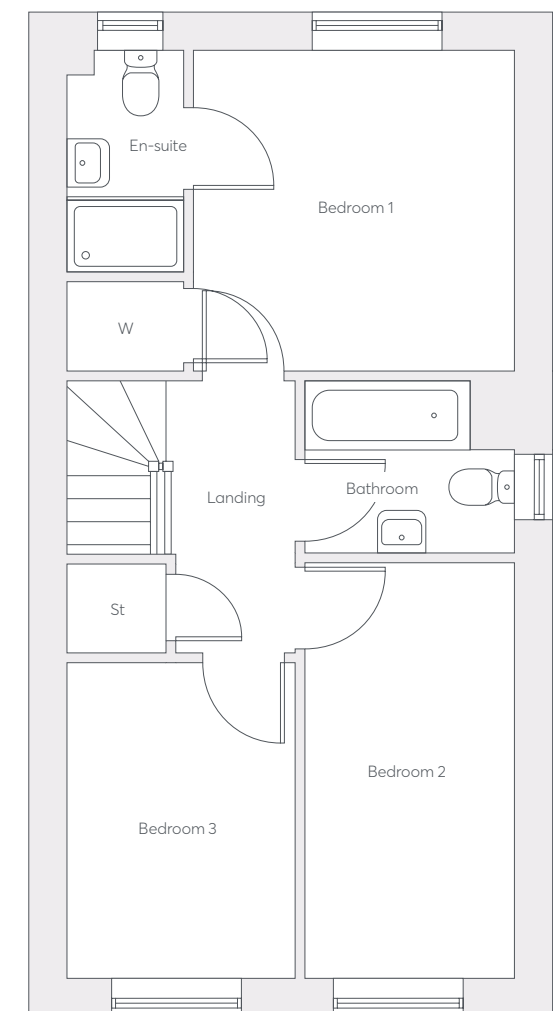 En-suite
Bedroom 1
W
Landing
Bathroom
St
Bedroom 2
Bedroom 3